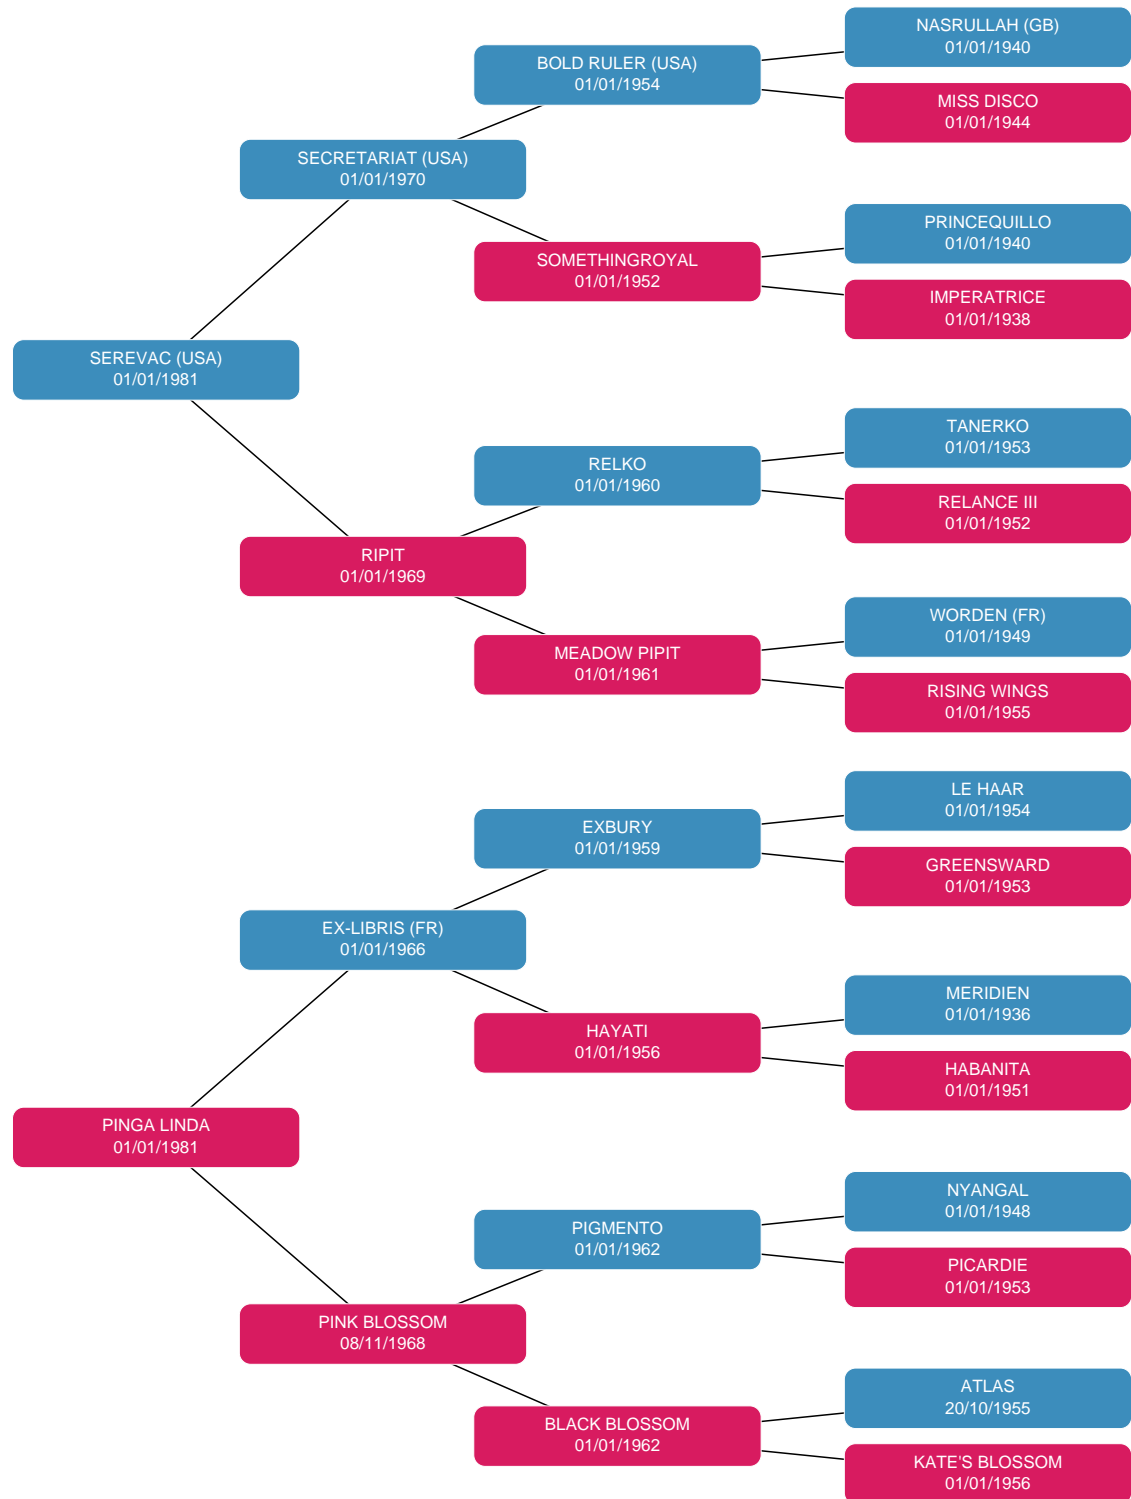 NASRULLAH (GB)
01/01/1940
BOLD RULER (USA)
01/01/1954
MISS DISCO
01/01/1944
SECRETARIAT (USA)
01/01/1970
PRINCEQUILLO
01/01/1940
SOMETHINGROYAL
01/01/1952
IMPERATRICE
01/01/1938
SEREVAC (USA)
01/01/1981
TANERKO
01/01/1953
RELKO
01/01/1960
RELANCE III
01/01/1952
RIPIT
01/01/1969
WORDEN (FR)
01/01/1949
MEADOW PIPIT
01/01/1961
RISING WINGS
01/01/1955
LE HAAR
01/01/1954
EXBURY
01/01/1959
GREENSWARD
01/01/1953
EX-LIBRIS (FR)
01/01/1966
MERIDIEN
01/01/1936
HAYATI
01/01/1956
HABANITA
01/01/1951
PINGA LINDA
01/01/1981
NYANGAL
01/01/1948
PIGMENTO
01/01/1962
PICARDIE
01/01/1953
PINK BLOSSOM
08/11/1968
ATLAS
20/10/1955
BLACK BLOSSOM
01/01/1962
KATE'S BLOSSOM
01/01/1956